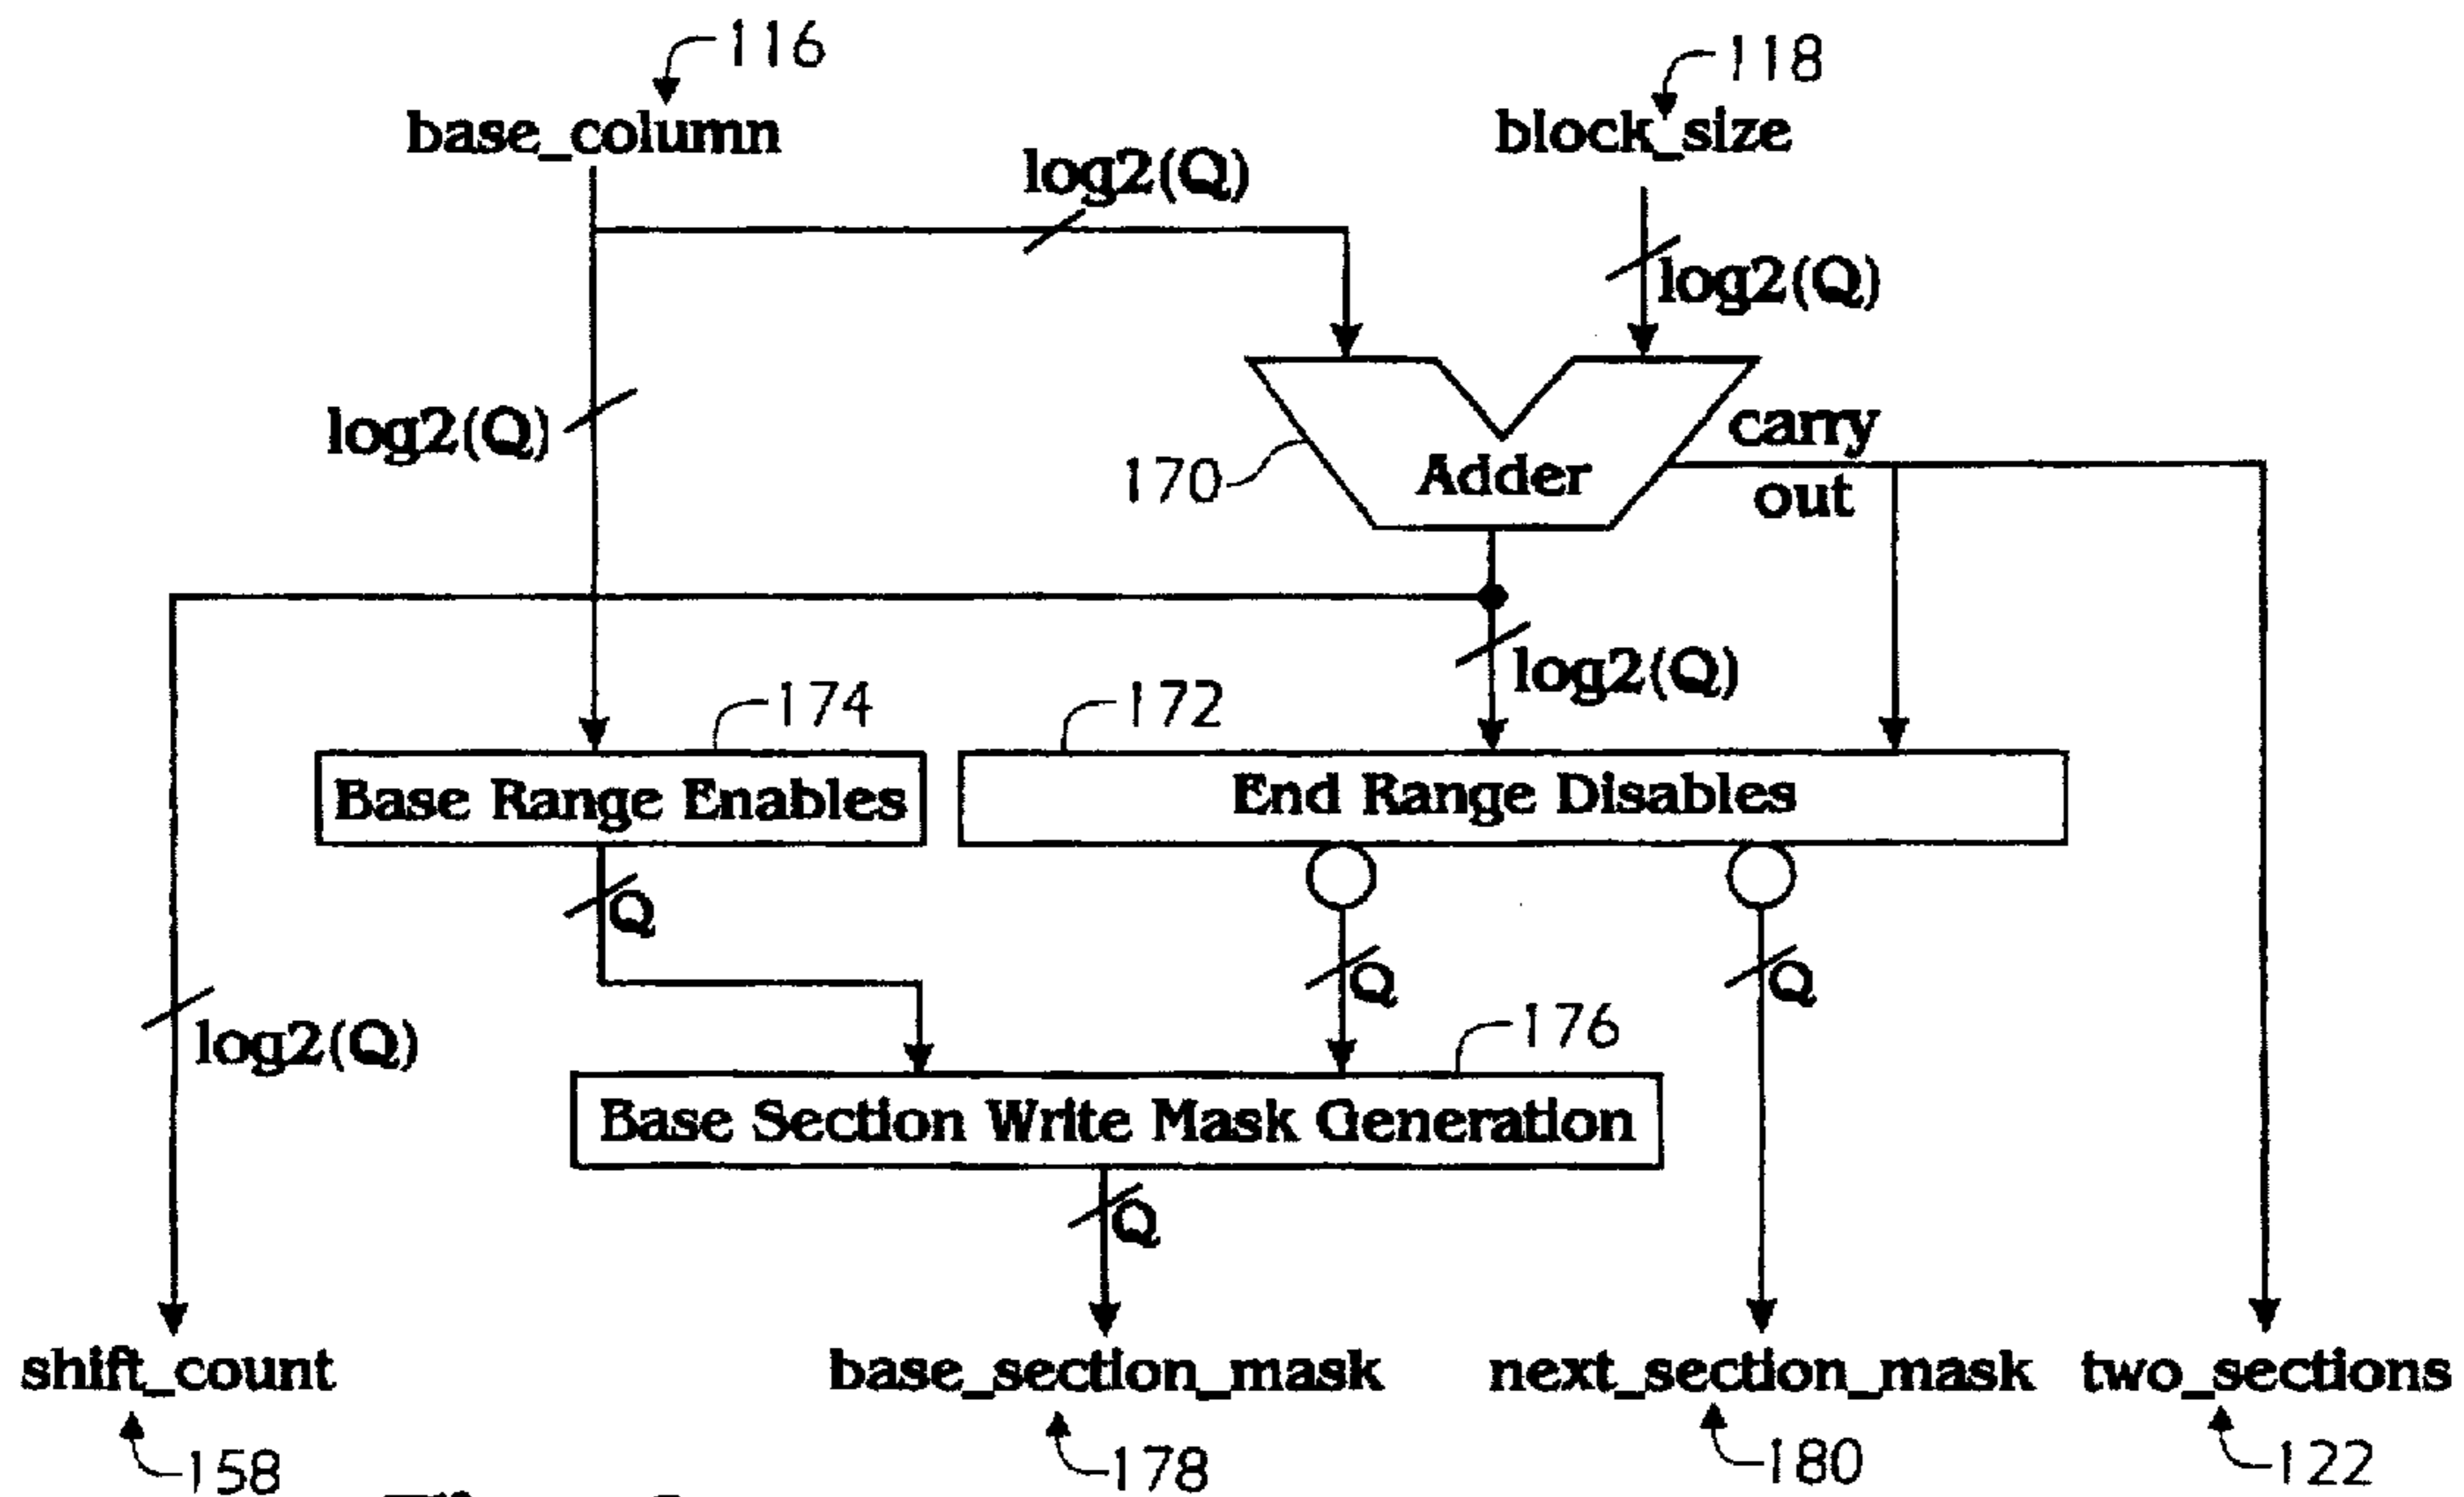 116
118
base_column
block_size
log2(Q)
log2(Q)
log2(Q)
carry
170
Adder
out
log2(Q)
174
172
Base Range Enables
End Range Disables
Q
Q
Q
log2(Q)
176
Base Section Write Mask Generation
Q
shift_count
base_section_mask
next_section_mask
two_sections
158
178
180
122